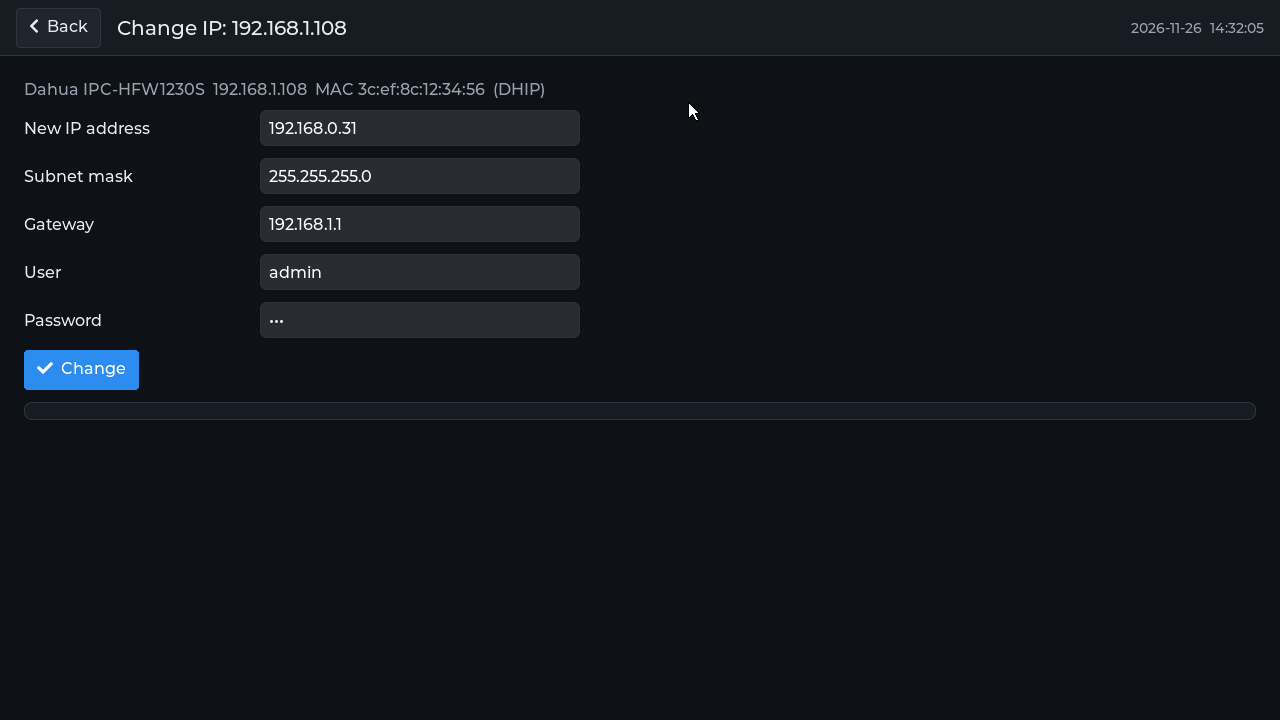 Back
Change IP: 192.168.1.108
2026-11-26 14:32:05
Dahua IPC-HFW1230S 192.168.1.108 MAC 3c:ef:8c:12:34:56 (DHIP)
New IP address
192.168.0.31
Subnet mask
255.255.255.0
Gateway
192.168.1.1
User
admin
Password
•••
Change